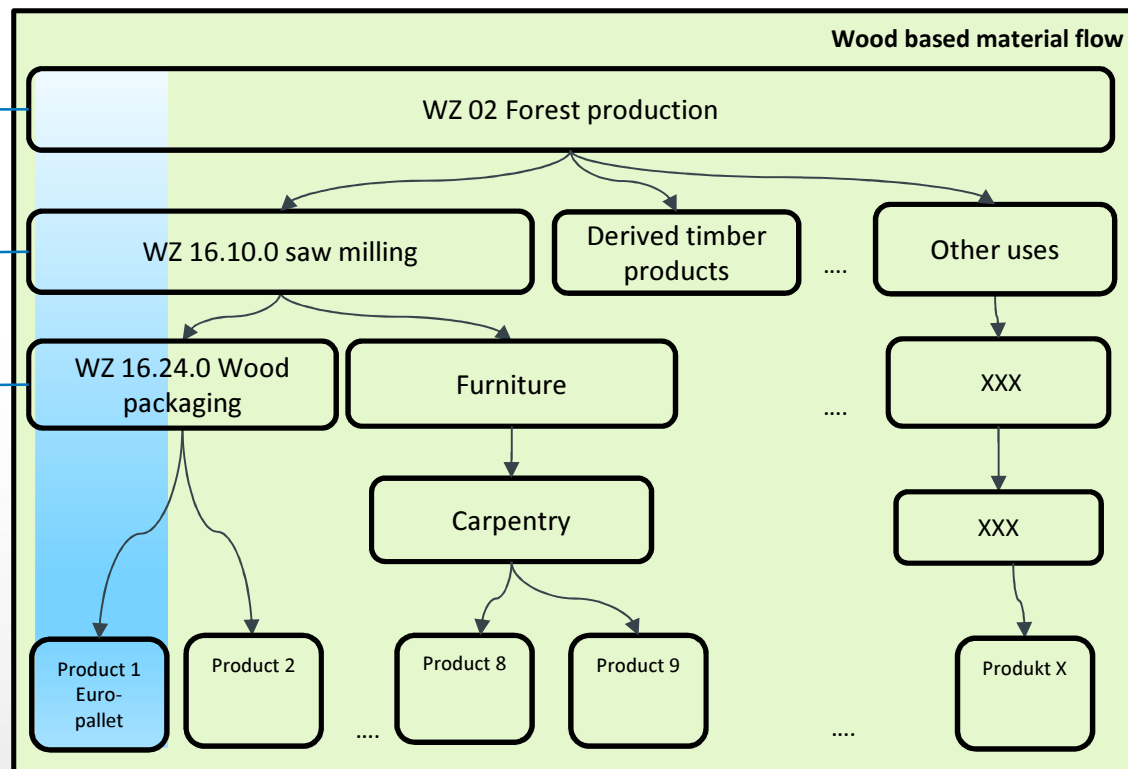 Wood based material flow
WZ 02 Forest production
WZ 16.10.0 saw milling
Derived timber
products
....
Other uses
WZ 16.24.0 Wood
packaging
Furniture
....
XXX
Carpentry
XXX
Product 1
Euro-
pallet
Product 2
....
Product 8
Product 9
....
Produkt X